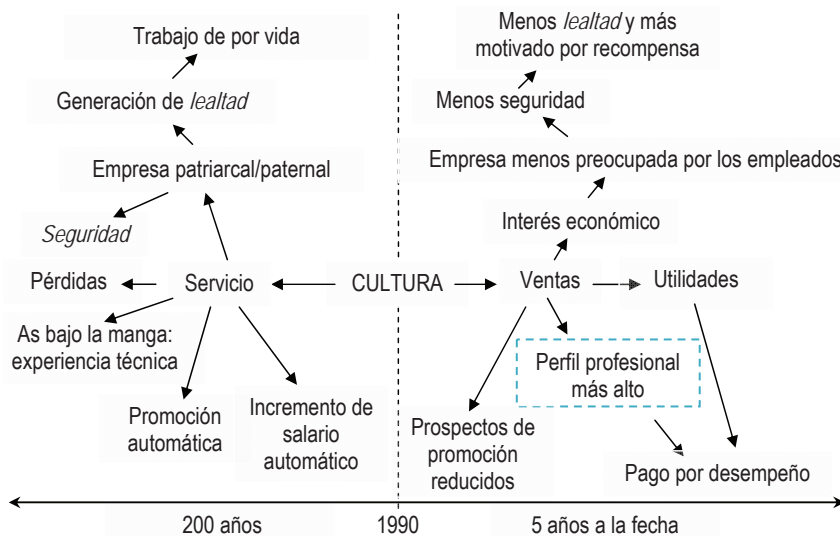 Trabajo de por vida
Generación de lealtad
Empresa patriarcal/paternal
Seguridad
Pérdidas
Servicio
CULTURA
As bajo la manga:
experiencia técnica
Promoción
automática
Incremento de
salario
automático
Menos lealtad y más
motivado por recompensa
Menos seguridad
Empresa menos preocupada por los empleados
Interés económico
Ventas
Utilidades
Perfil profesional
más alto
Prospectos de
promoción
reducidos
Pago por desempeño
200 años
1990
5 años a la fecha